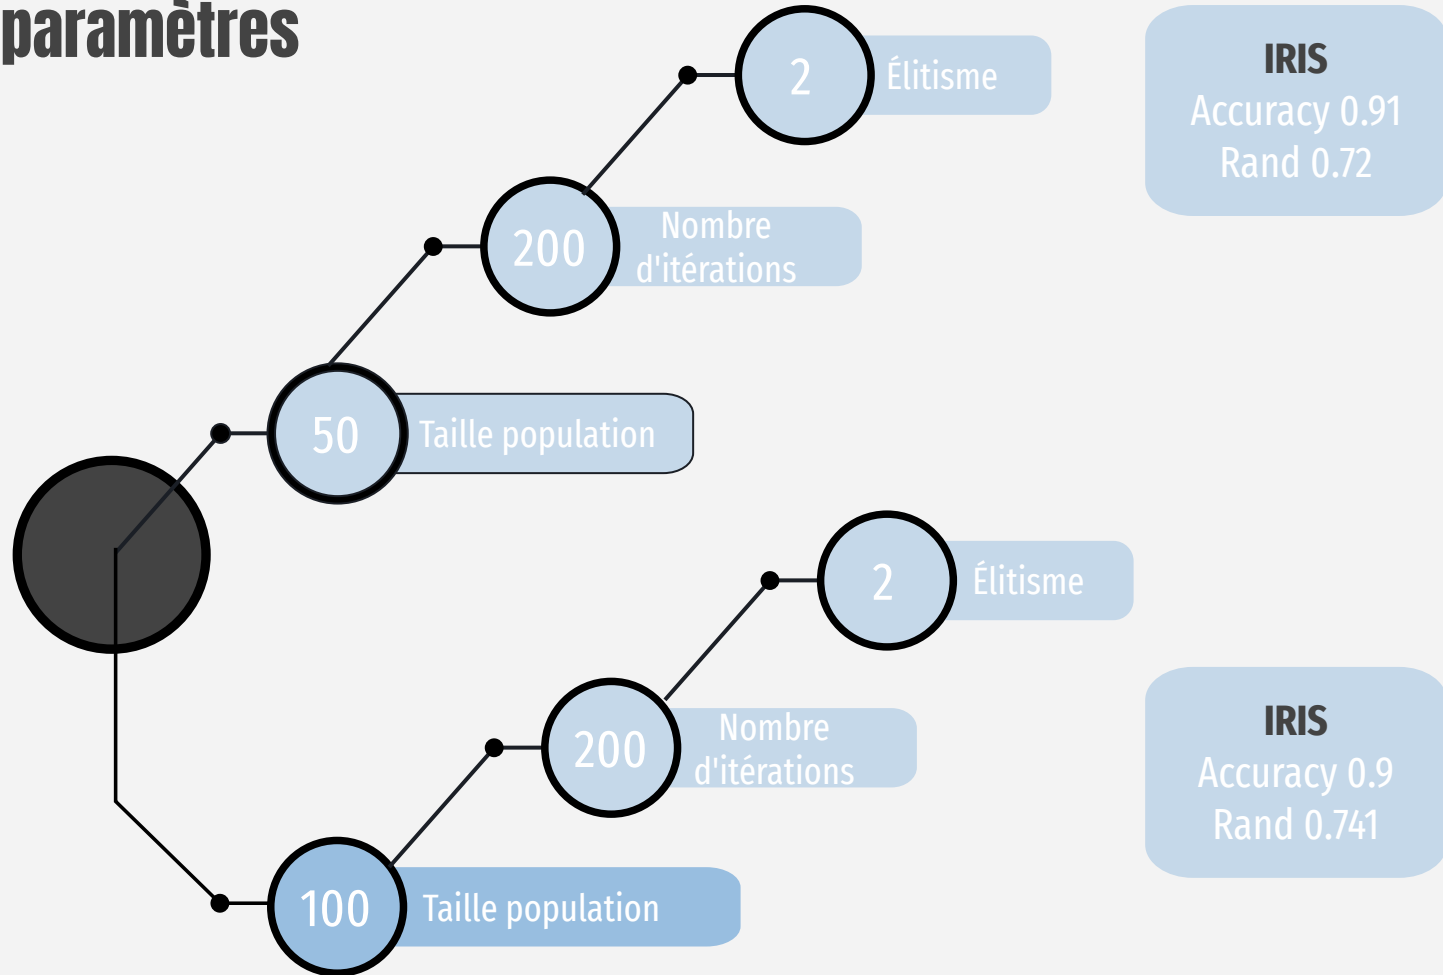 paramètres
2
Élitisme
200
Nombre
d'itérations
50
Taille population
IRIS
Accuracy 0.91
Rand 0.72
2
Élitisme
200
Nombre
d'itérations
100
Taille population
IRIS
Accuracy 0.9
Rand 0.741